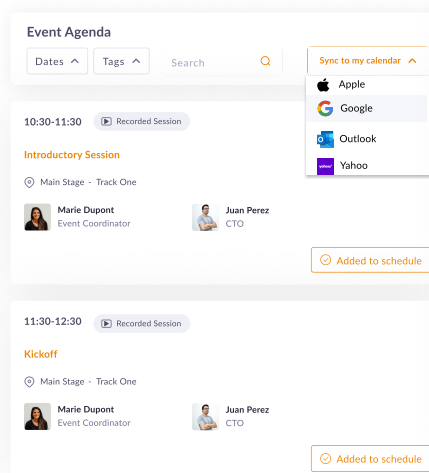 Event Agenda
Dates Tags Search Sync to my calendar
Apple
Google
Outlook
yahoo! Yahoo
10:30-11:30 Recorded Session
Introductory Session
Main Stage - Track One
Marie Dupont Juan Perez
Event Coordinator CTO
Added to schedule
11:30-12:30 Recorded Session
Kickoff
Main Stage - Track One
Marie Dupont Juan Perez
Event Coordinator CTO
Added to schedule